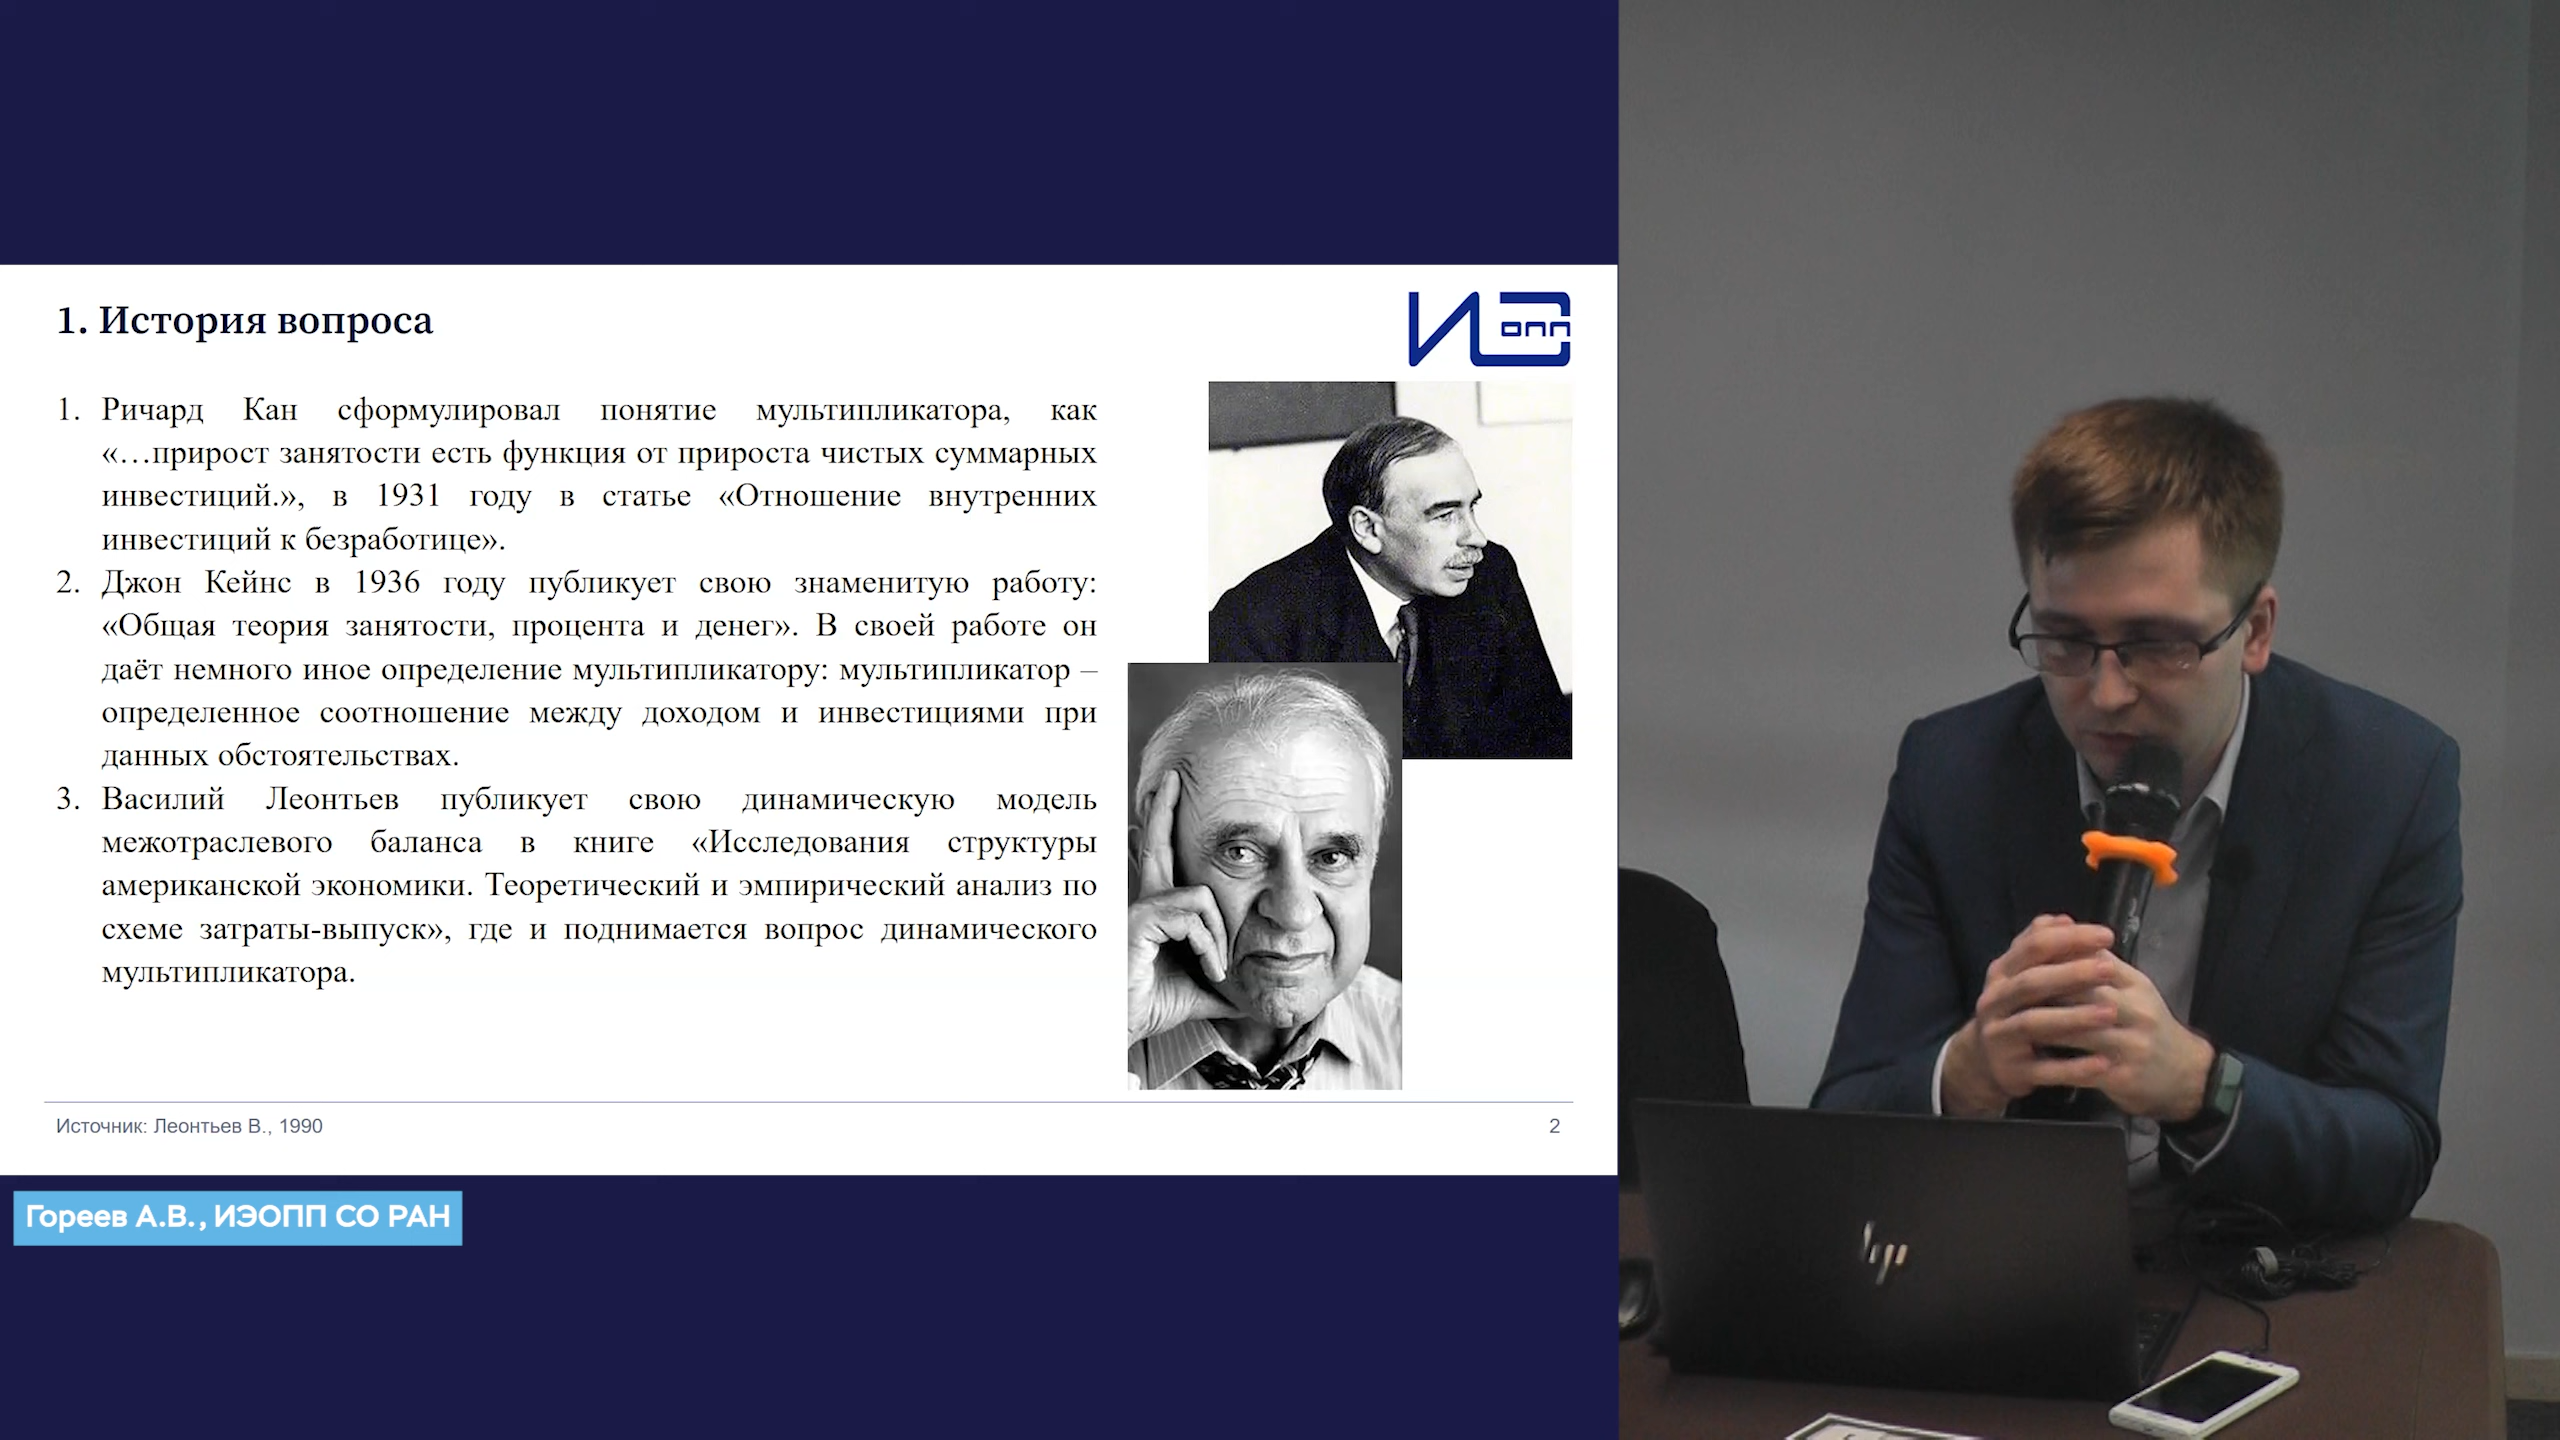 1. История вопроса
ИЭ
опп
1. Ричард Кан сформулировал понятие мультипликатора, как
«…прирост занятости есть функция от прироста чистых суммарных
инвестиций.», в 1931 году в статье «Отношение внутренних
инвестиций к безработице».
2. Джон Кейнс в 1936 году публикует свою знаменитую работу:
«Общая теория занятости, процента и денег». В своей работе он
даёт немного иное определение мультипликатору: мультипликатор –
определенное соотношение между доходом и инвестициями при
данных обстоятельствах.
3. Василий Леонтьев публикует свою динамическую модель
межотраслевого баланса в книге «Исследования структуры
американской экономики. Теоретический и эмпирический анализ по
схеме затраты-выпуск», где и поднимается вопрос динамического
мультипликатора.
Источник: Леонтьев В., 1990
2
Гореев А.В., ИЭОПП СО РАН
hp